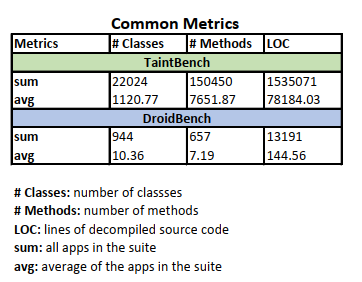 Common Metrics
Metrics # Classes # Methods LOC
TaintBench
sum 22024 150450 1535071
avg 1120.77 7651.87 78184.03
DroidBench
sum 944 657 13191
avg 10.36 7.19 144.56
# Classes: number of classses
# Methods: number of methods
LOC: lines of decompiled source code
sum: all apps in the suite
avg: average of the apps in the suite